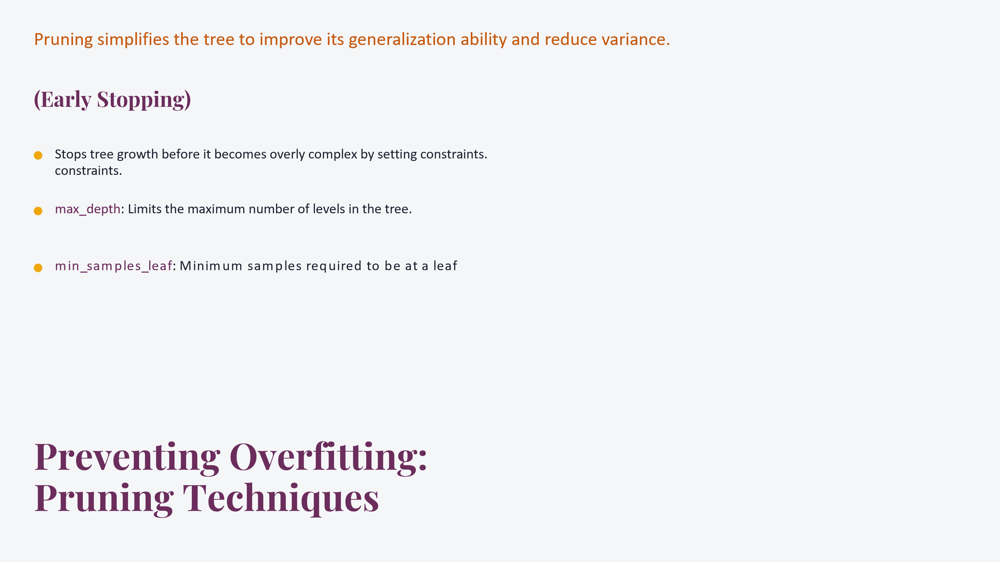 Pruning simplifies the tree to improve its generalization ability and reduce variance.
(Early Stopping)
Stops tree growth before it becomes overly complex by setting constraints.
constraints.
max_depth: Limits the maximum number of levels in the tree.
min_samples_leaf: Minimum samples required to be at a leaf
Preventing Overfitting:
Pruning Techniques